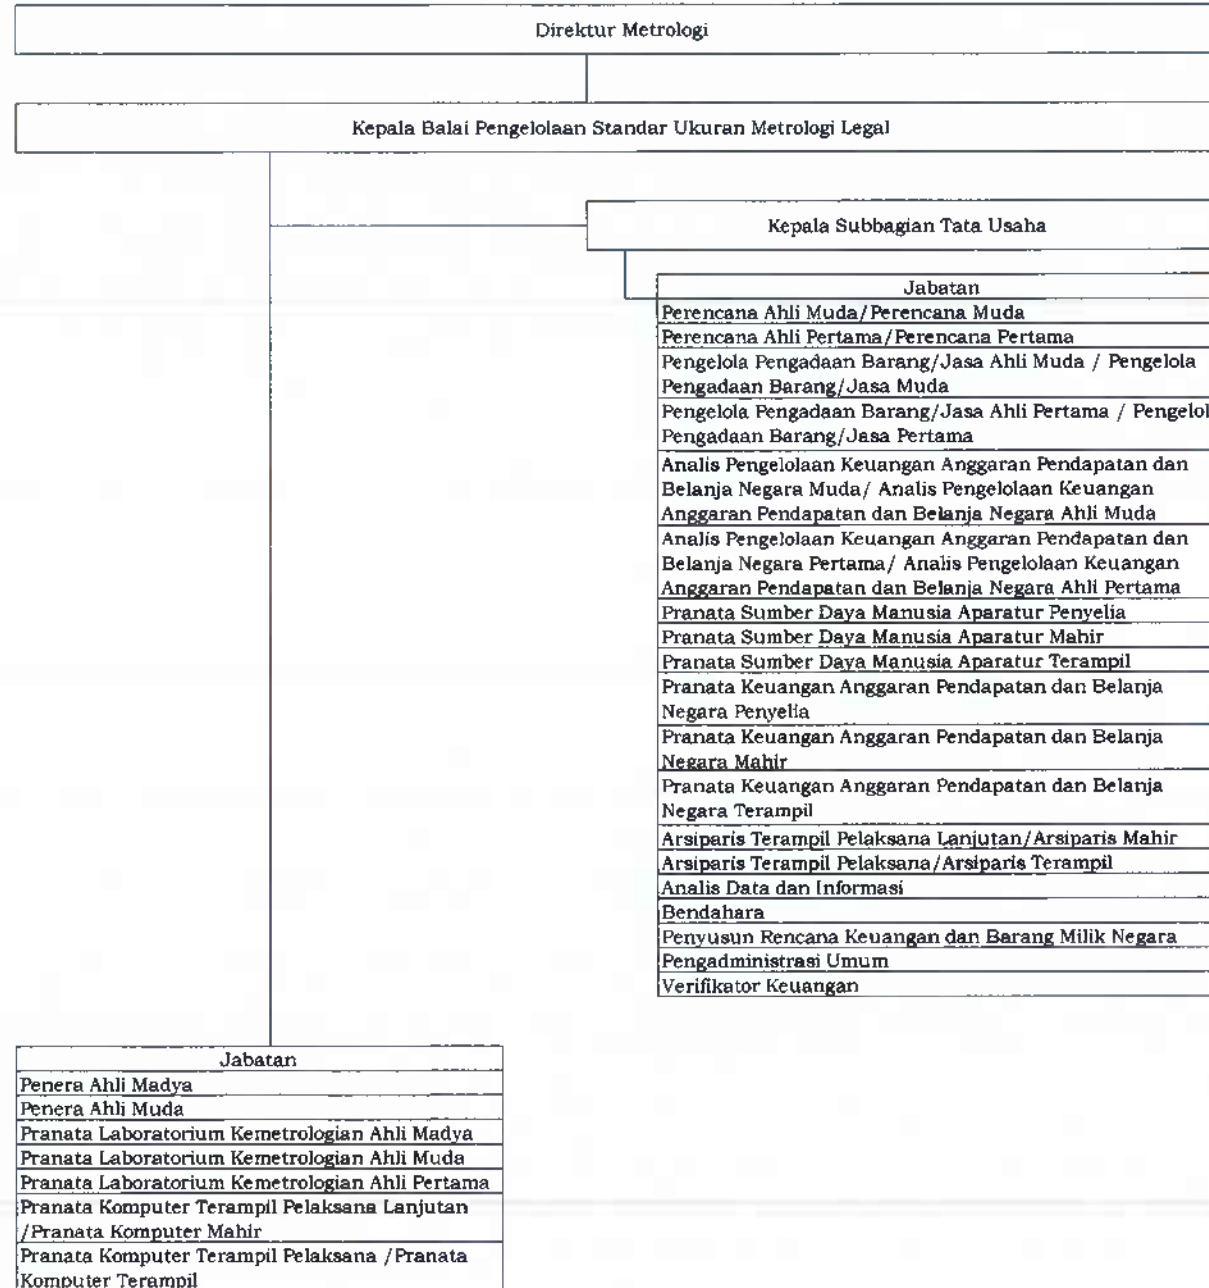 Direktur Metrologi
Kepala Balai Pengelolaan Standar Ukuran Metrologi Legal
Kepala Subbagian Tata Usaha
Jabatan
Perencana Ahli Muda/Perencana Muda
Perencana Ahli Pertama/Perencana Pertama
Pengelola Pengadaan Barang/Jasa Ahli Muda / Pengelola
Pengadaan Barang/Jasa Muda
Pengelola Pengadaan Barang/Jasa Ahli Pertama / Pengelol
Pengadaan Barang/Jasa Pertama
Analis Pengelolaan Keuangan Anggaran Pendapatan dan
Belanja Negara Muda/ Analis Pengelolaan Keuangan
Anggaran Pendapatan dan Belanja Negara Ahli Muda
Analis Pengelolaan Keuangan Anggaran Pendapatan dan
Belanja Negara Pertama/ Analis Pengelolaan Keuangan
Anggaran Pendapatan dan Belanja Negara Ahli Pertama
Pranata Sumber Daya Manusia Aparatur Penyelia
Pranata Sumber Daya Manusia Aparatur Mahir
Pranata Sumber Daya Manusia Aparatur Terampil
Pranata Keuangan Anggaran Pendapatan dan Belanja
Negara Penyelia
Pranata Keuangan Anggaran Pendapatan dan Belanja
Negara Mahir
Pranata Keuangan Anggaran Pendapatan dan Belanja
Negara Terampil
Arsiparis Terampil Pelaksana Lanjutan/Arsiparis Mahir
Arsiparis Terampil Pelaksana/Arsiparis Terampil
Analis Data dan Informasi
Bendahara
Penyusun Rencana Keuangan dan Barang Milik Negara
Pengadministrasi Umum
Verifikator Keuangan
Jabatan
Penera Ahli Madya
Penera Ahli Muda
Pranata Laboratorium Kemetrologian Ahli Madya
Pranata Laboratorium Kemetrologian Ahli Muda
Pranata Laboratorium Kemetrologian Ahli Pertama
Pranata Komputer Terampil Pelaksana Lanjutan
/Pranata Komputer Mahir
Pranata Komputer Terampil Pelaksana /Pranata
Komputer Terampil